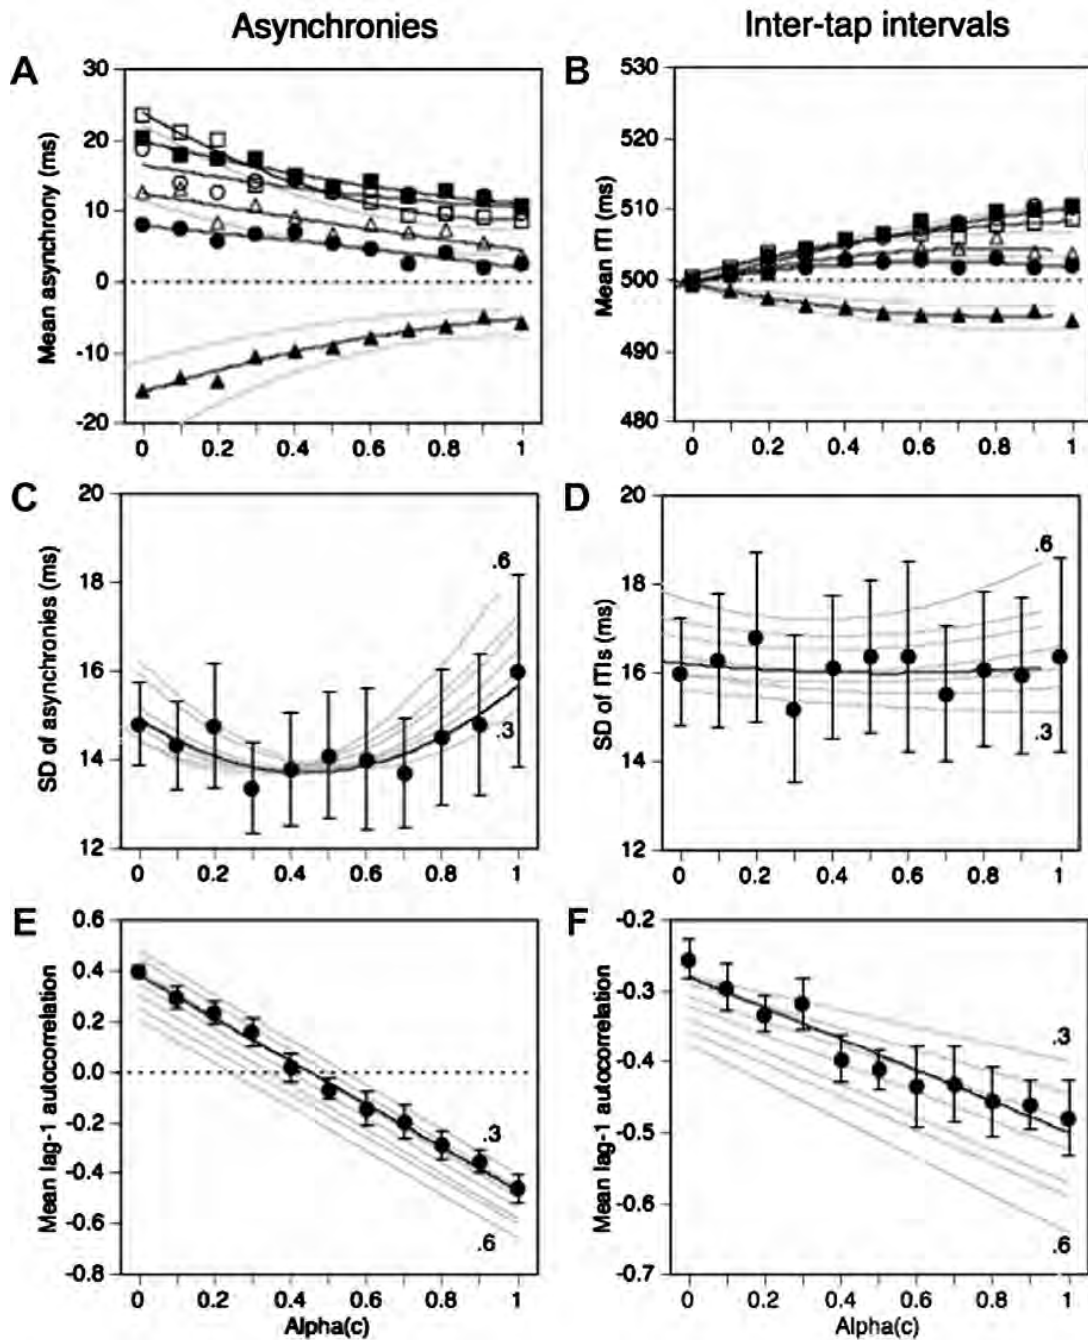 Asynchronies
Inter-tap intervals
A
B
Mean asynchrony (ms)
30
20
10
0
-10
-20
0 0.2 0.4 0.6 0.8 1
Mean ITI (ms)
530
520
510
500
490
480
0 0.2 0.4 0.6 0.8 1
C
D
SD of asynchronies (ms)
20
18
16
14
12
.6
.3
0 0.2 0.4 0.6 0.8 1
SD of ITIs (ms)
20
18
16
14
12
.6
.3
0 0.2 0.4 0.6 0.8 1
E
F
Mean lag-1 autocorrelation
0.6
0.4
0.2
0.0
-0.2
-0.4
-0.6
-0.8
.3
.6
0 0.2 0.4 0.6 0.8 1
Alpha(c)
Mean lag-1 autocorrelation
-0.2
-0.3
-0.4
-0.5
-0.6
-0.7
.3
.6
0 0.2 0.4 0.6 0.8 1
Alpha(c)